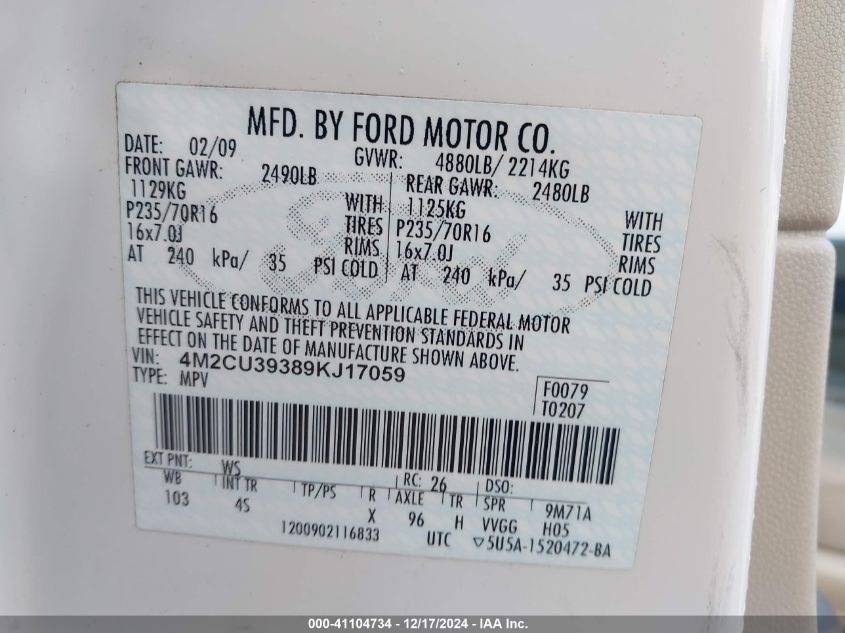 MFD. BY FORD MOTOR CO.
DATE: 02/09 GVWR: 4880LB/ 2214KG
FRONT GAWR: 2490LB REAR GAWR: 2480LB
1129KG WITH 1125KG WITH
P235/70R16 TIRES P235/70R16 TIRES
16x7.0J RIMS 16x7.0J RIMS
AT 240 kPa/ 35 PSI COLD AT 240 kPa/ 35 PSI COLD
THIS VEHICLE CONFORMS TO ALL APPLICABLE FEDERAL MOTOR
VEHICLE SAFETY AND THEFT PREVENTION STANDARDS IN
EFFECT ON THE DATE OF MANUFACTURE SHOWN ABOVE.
VIN: 4M2CU39389KJ17059
TYPE: MPV
F0079
T0207
EXT PNT: WS RC: 26 DSO:
WB INT TR TP/PS R AXLE TR SPR 9M71A
103 4S X 96 H VVGG H05
1200902116833 UTC ▽5U5A-1520472-BA
000-41104734 - 12/17/2024 - IAA Inc.